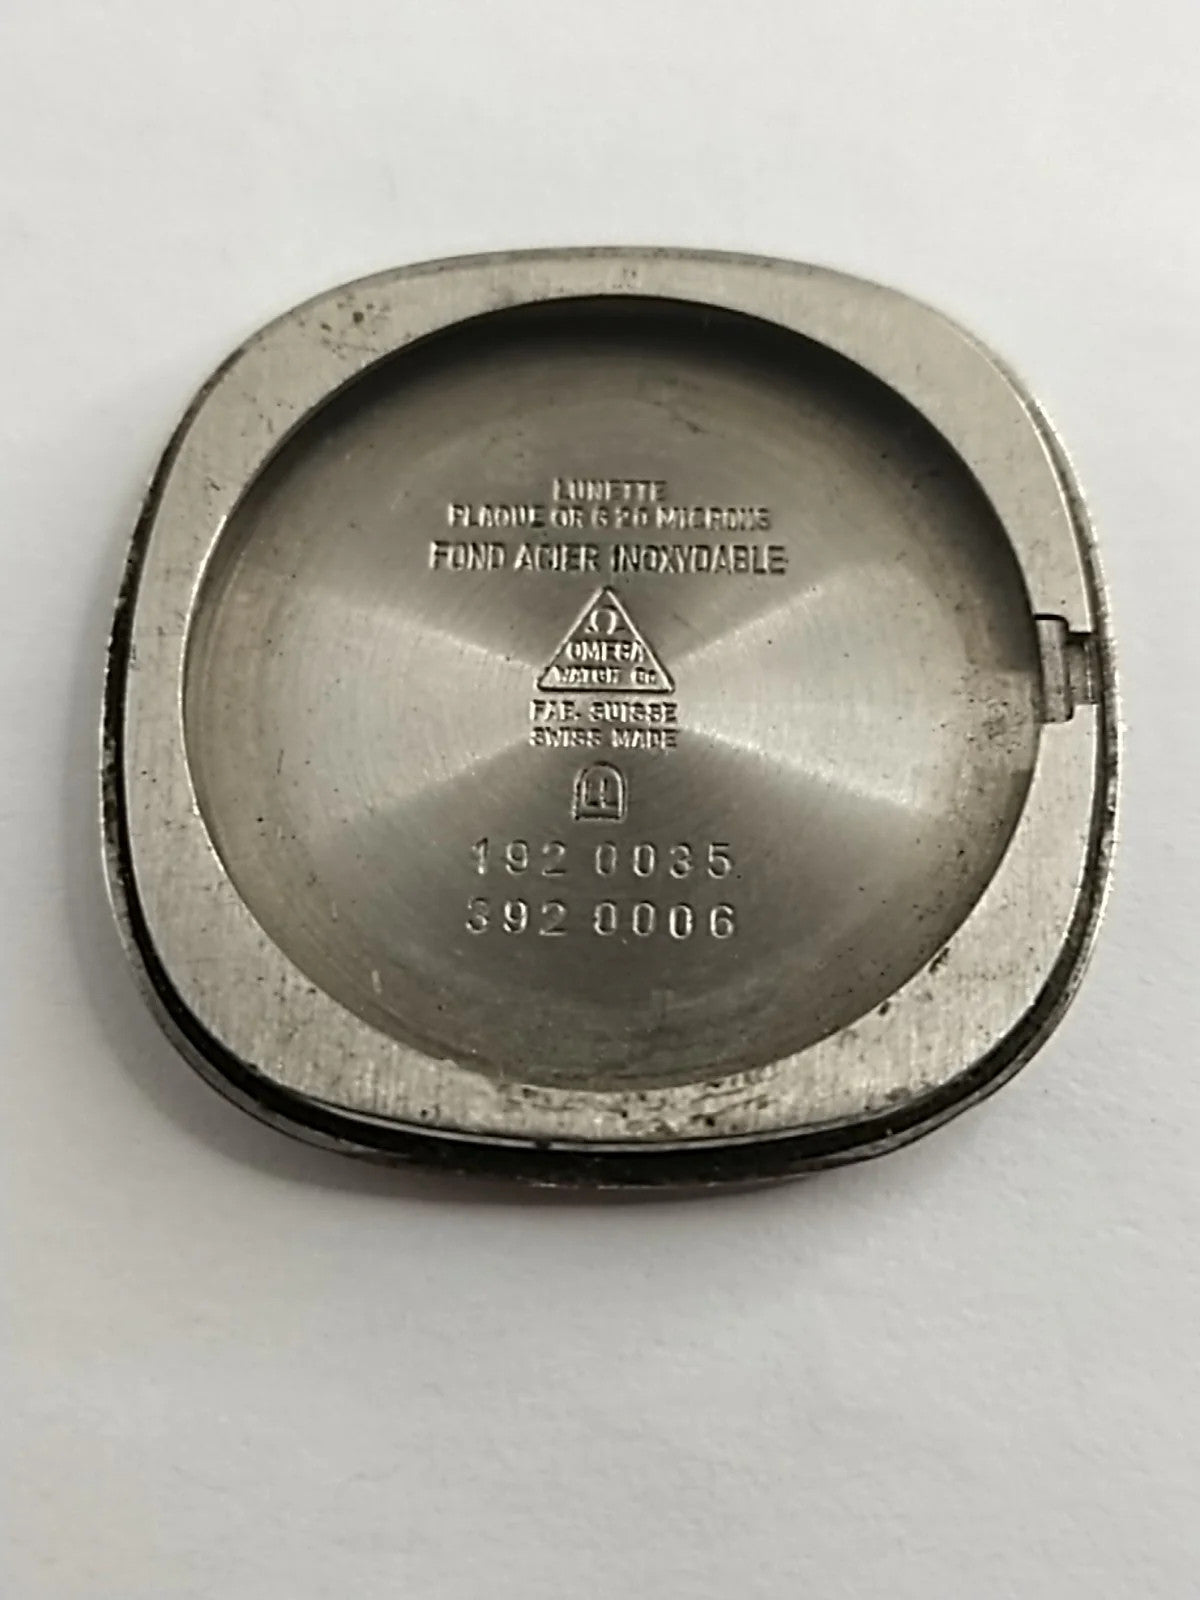 LUNETTE
PLAQUE OR G 20 MICRONS
FOND ACIER INOXYDABLE
Ω
OMEGA
WATCH Co
FAB. SUISSE
SWISS MADE
192 0035
392 0006